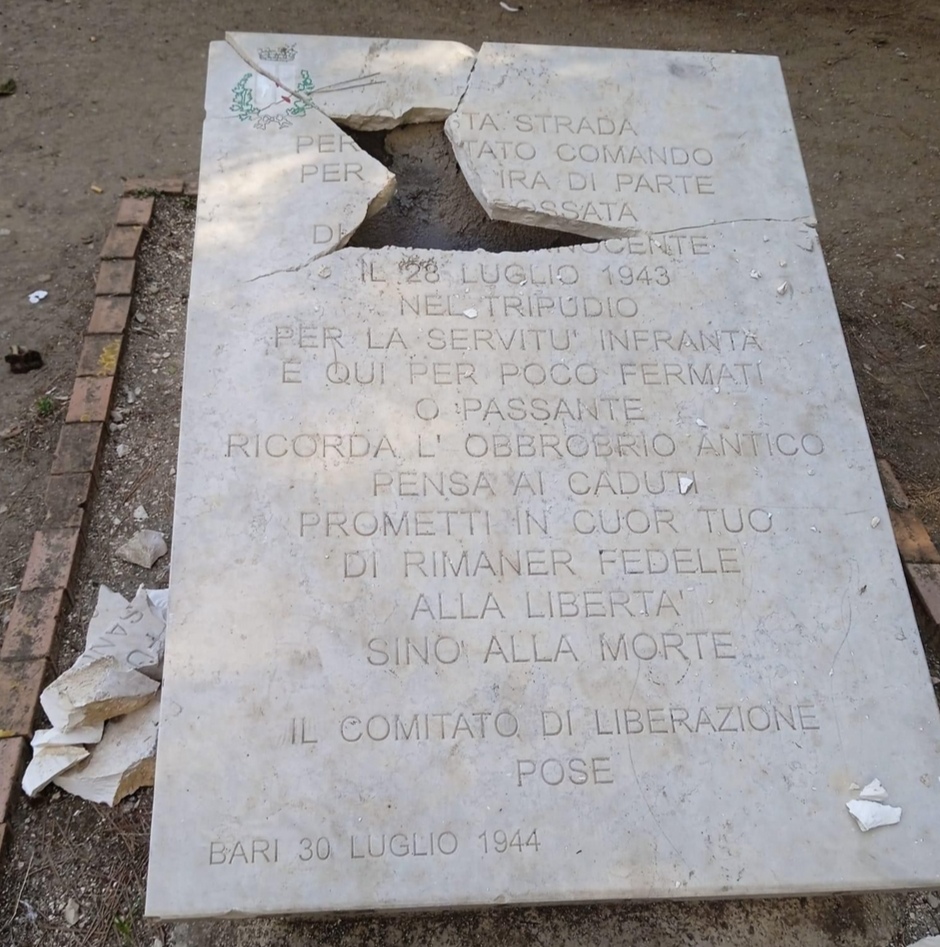 TA STRADA
PER TATO COMANDO
PER IRA DI PARTE
OSSATA
DI NOCENTE
IL 28 LUGLIO 1943
NEL TRIPUDIO
PER LA SERVITU' INFRANTA
E QUI PER POCO FERMATI
O PASSANTE
RICORDA L' OBBROBRIO ANTICO
PENSA AI CADUTI
PROMETTI IN CUOR TUO
DI RIMANER FEDELE
ALLA LIBERTA'
SINO' ALLA MORTE
IL COMITATO DI LIBERAZIONE
POSE
BARI 30 LUGLIO 1944